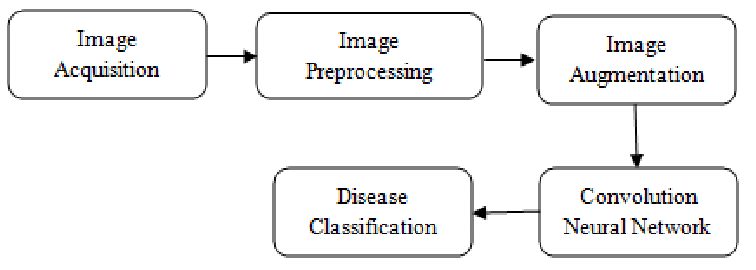 Image
Acquisition
Image
Preprocessing
Image
Augmentation
Convolution
Neural Network
Disease
Classification